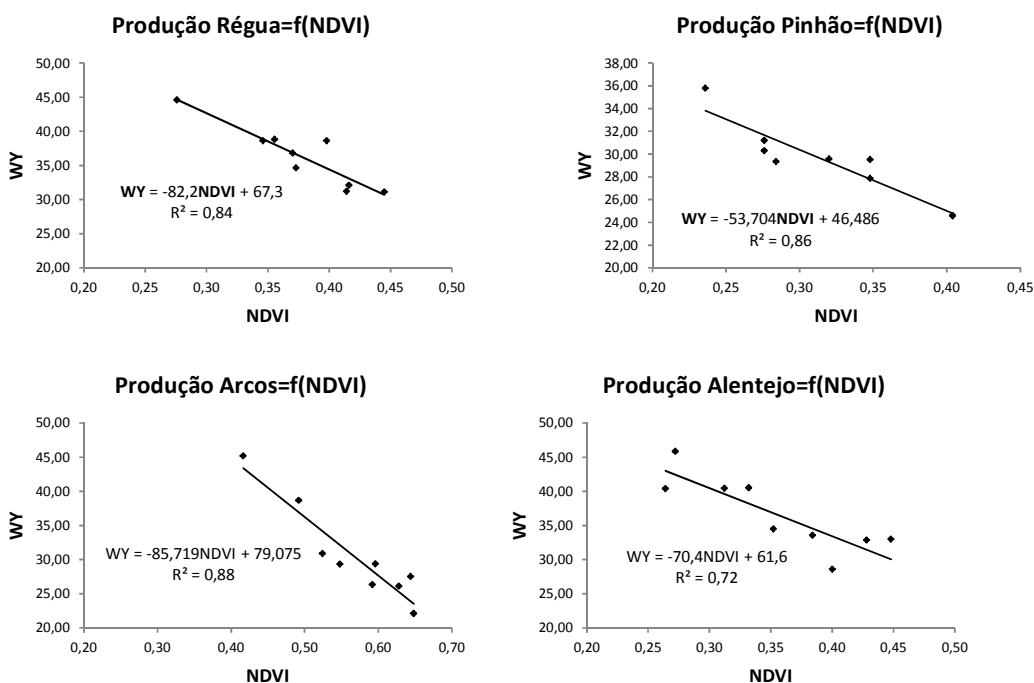 Produção Régua=f(NDVI)
50,00
45,00
40,00
35,00
30,00
25,00
20,00
WY
WY = -82,2NDVI + 67,3
R² = 0,84
0,20 0,25 0,30 0,35 0,40 0,45 0,50
NDVI
Produção Pinhão=f(NDVI)
38,00
36,00
34,00
32,00
30,00
28,00
26,00
24,00
22,00
20,00
WY
WY = -53,704NDVI + 46,486
R² = 0,86
0,20 0,25 0,30 0,35 0,40 0,45
NDVI
Produção Arcos=f(NDVI)
50,00
45,00
40,00
35,00
30,00
25,00
20,00
WY
WY = -85,719NDVI + 79,075
R² = 0,88
0,20 0,30 0,40 0,50 0,60 0,70
NDVI
Produção Alentejo=f(NDVI)
50,00
45,00
40,00
35,00
30,00
25,00
20,00
WY
WY = -70,4NDVI + 61,6
R² = 0,72
0,20 0,25 0,30 0,35 0,40 0,45 0,50
NDVI